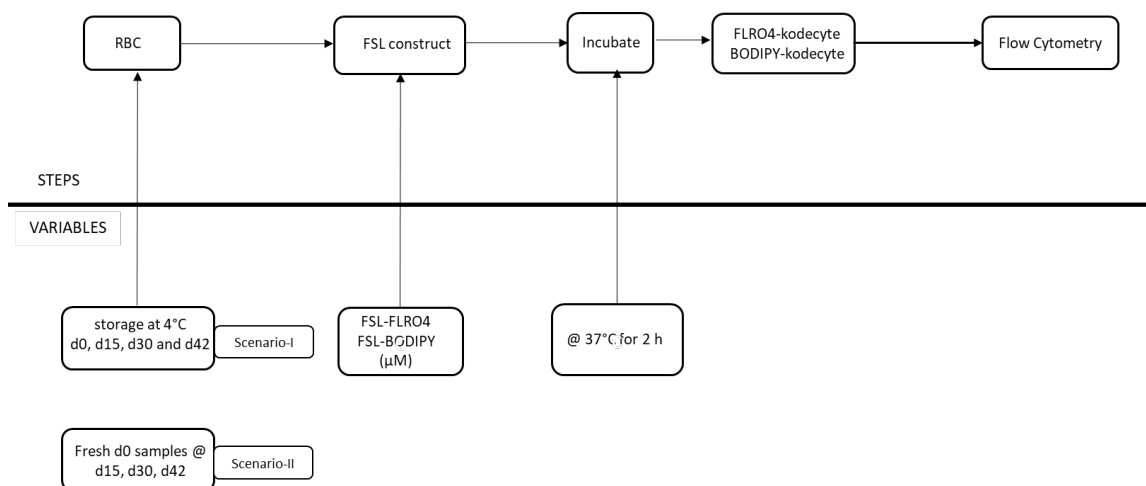 RBC
FSL construct
Incubate
FLRO4-kodecyte
BODIPY-kodecyte
Flow Cytometry
STEPS
VARIABLES
storage at 4°C
d0, d15, d30 and d42
Scenario-I
FSL-FLRO4
FSL-BODIPY
(µM)
@ 37°C for 2 h
Fresh d0 samples @
d15, d30, d42
Scenario-II